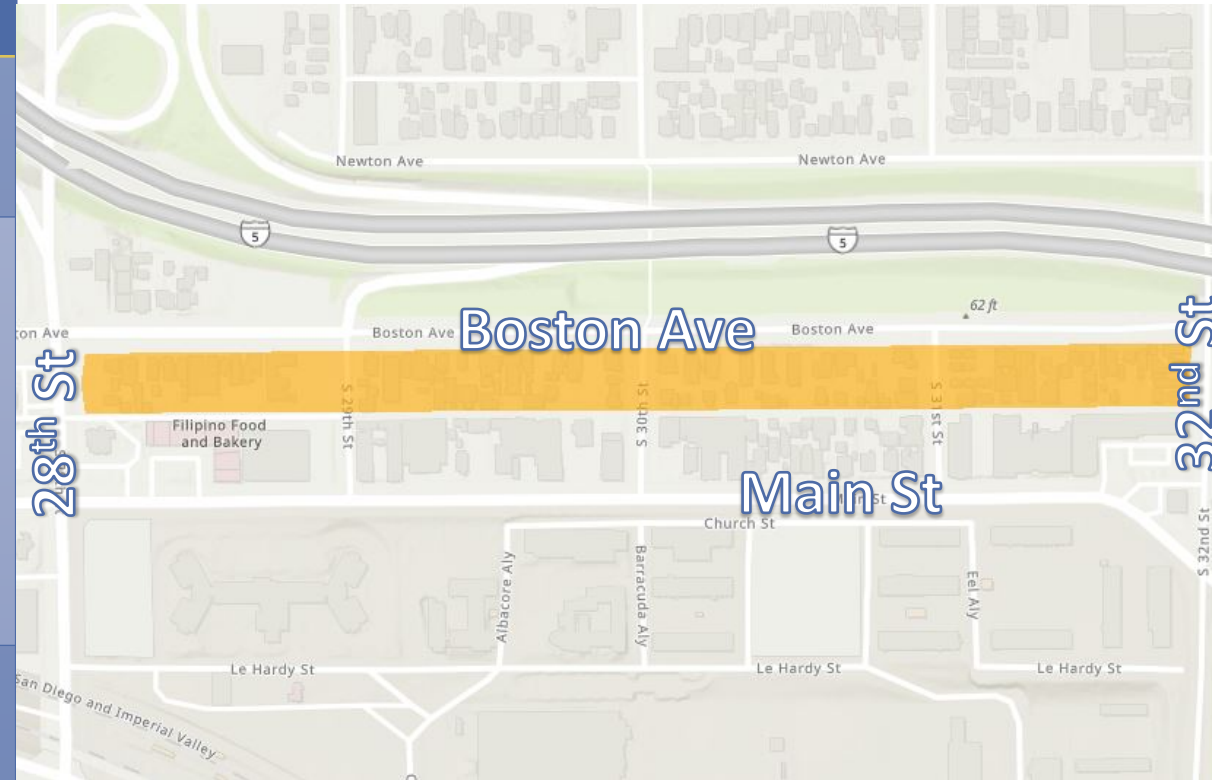 Newton Ave
Newton Ave
5
5
62 ft
ton Ave
Boston Ave
Boston Ave
Boston Ave
28th St
32nd St
S 29th St
S 30th St
S 31st St
Filipino Food
and Bakery
Main St
Church St
S 32nd St
Albacore Aly
Barracuda Aly
Eel Aly
Le Hardy St
Le Hardy St
Le Hardy St
San Diego and Imperial Valley